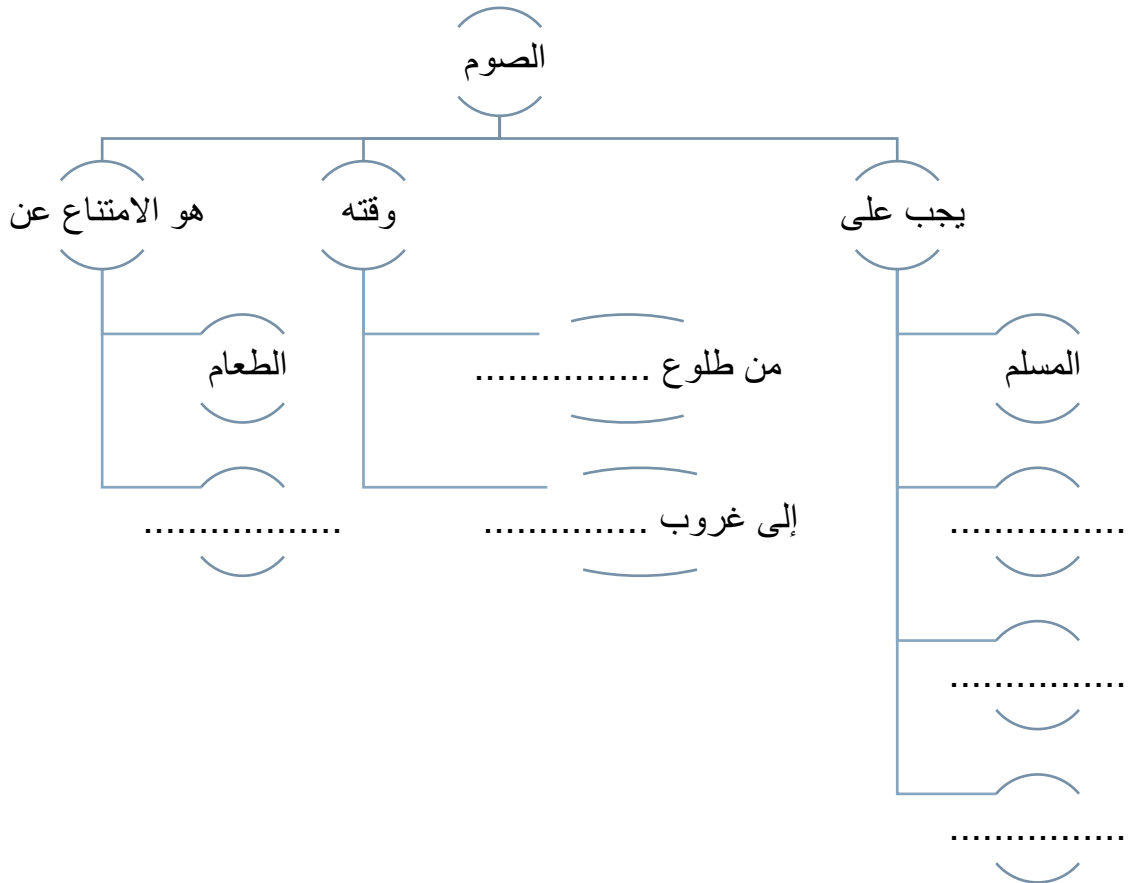 الصوم
يجب على
وقته
هو الامتناع عن
المسلم
................
................
................
من طلوع ................
إلى غروب ...............
الطعام
..................